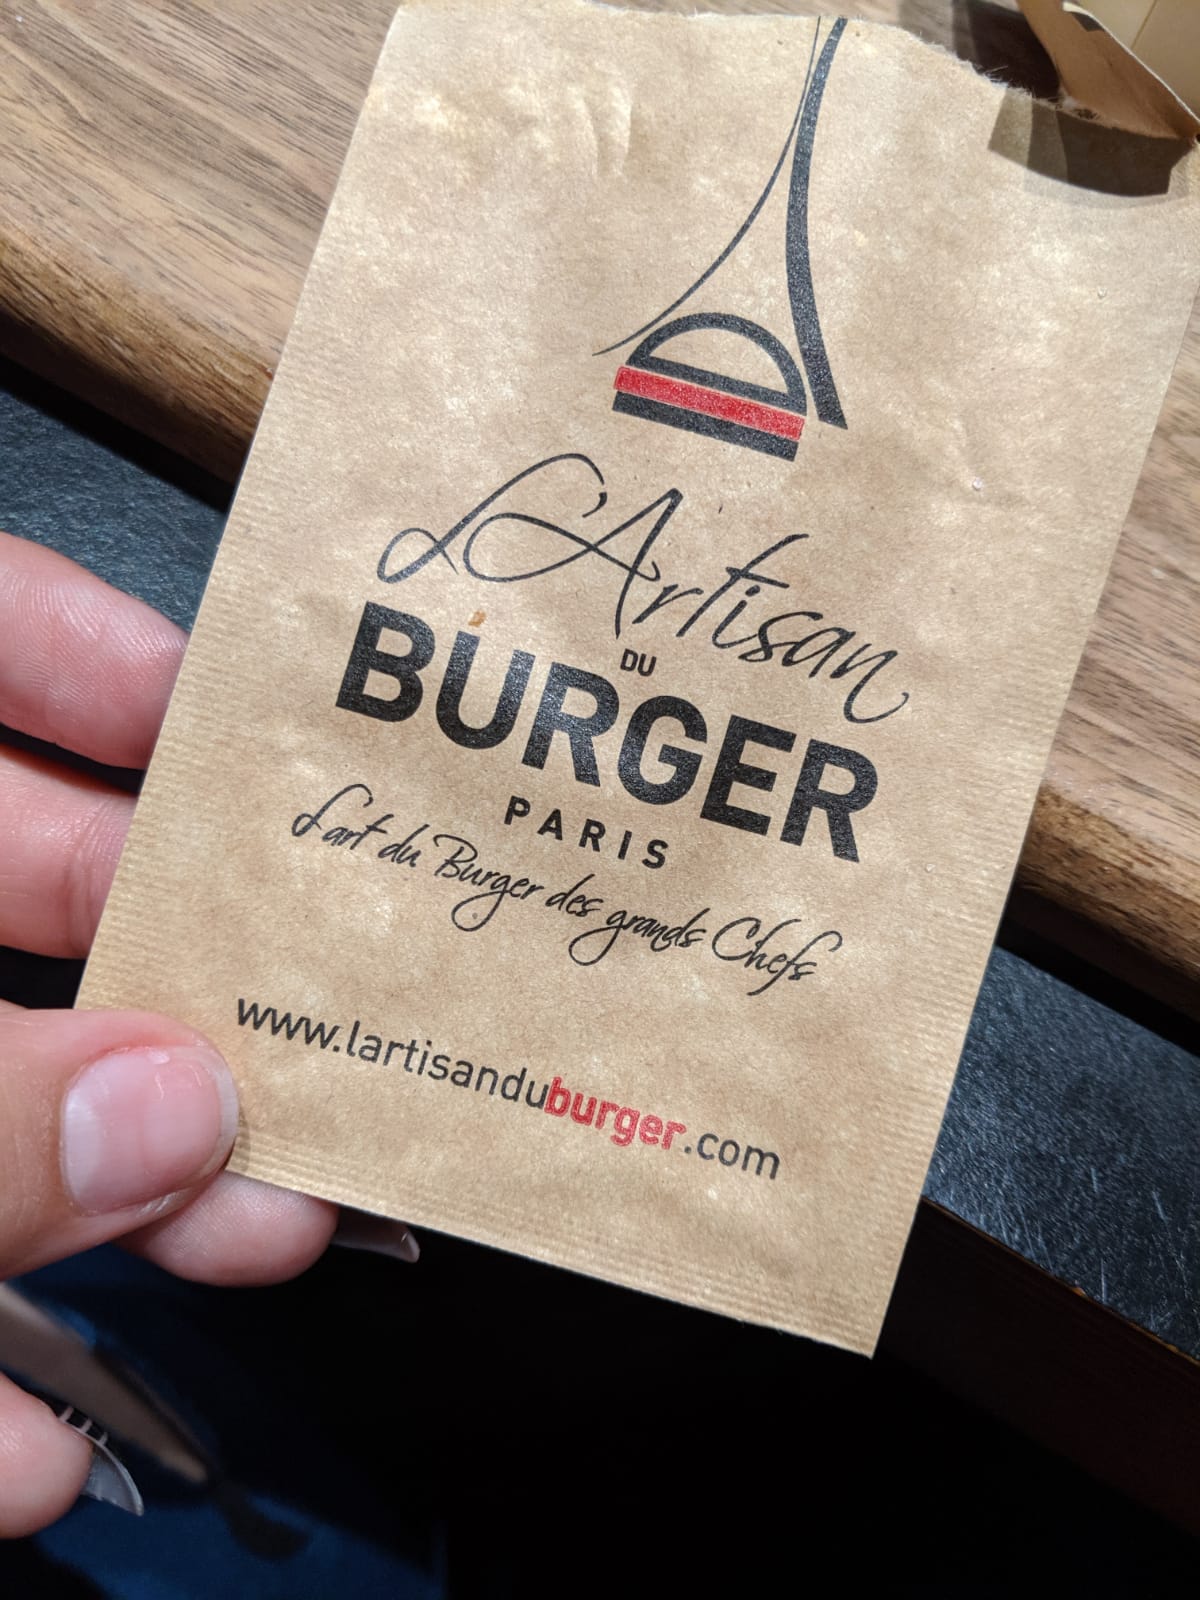 L'Artisan
DU
BURGER
PARIS
L'art du Burger des grands Chefs
www.lartisanduburger.com